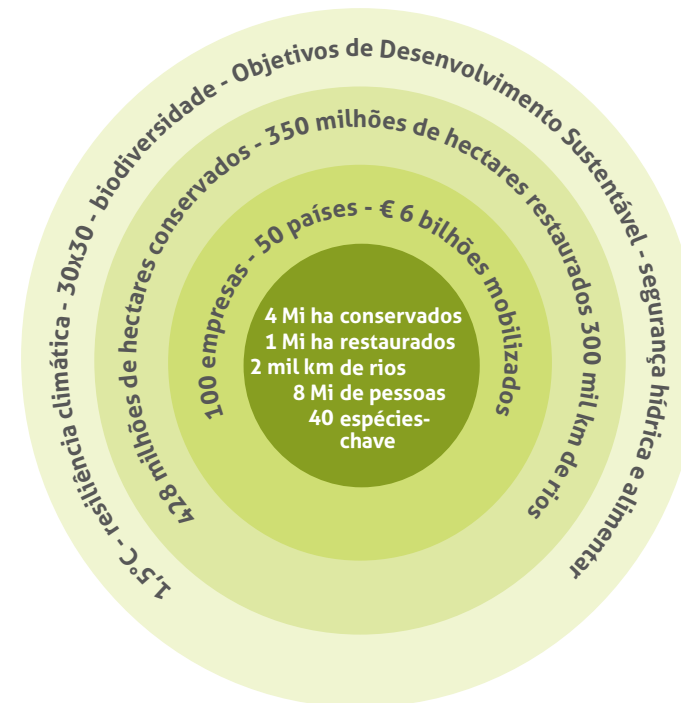 1,5°C - resiliência climática - 30x30 - biodiversidade - Objetivos de Desenvolvimento Sustentável - segurança hídrica e alimentar
428 milhões de hectares conservados - 350 milhões de hectares restaurados 300 mil km de rios
100 empresas - 50 países - € 6 bilhões mobilizados
4 Mi ha conservados
1 Mi ha restaurados
2 mil km de rios
8 Mi de pessoas
40 espécies-
chave